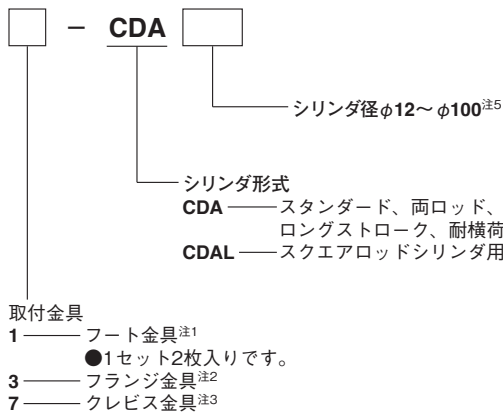 − CDA
シリンダ径φ12〜φ100注5
シリンダ形式
CDA スタンダード、両ロッド、
ロングストローク、耐横荷
CDAL スクエアロッドシリンダ用
取付金具
1 フート金具注1
●1セット2枚入りです。
3 フランジ金具注2
7 クレビス金具注3